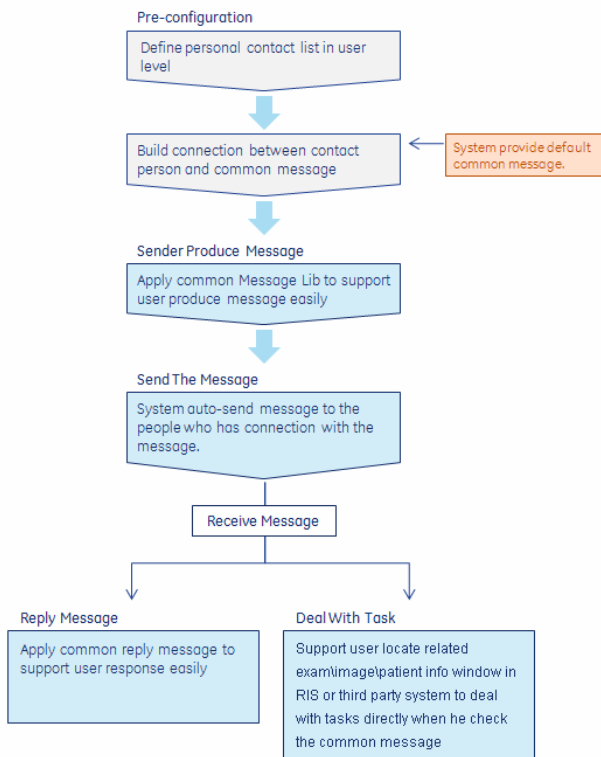 Pre-configuration
Define personal contact list in user
level
Build connection between contact
person and common message
System provide default
common message.
Sender Produce Message
Apply common Message Lib to support
user produce message easily
Send The Message
System auto-send message to the
people who has connection with the
message.
Receive Message
Reply Message
Apply common reply message to
support user response easily
Deal With Task
Support user locate related
exam\image\patient info window in
RIS or third party system to deal
with tasks directly when he check
the common message